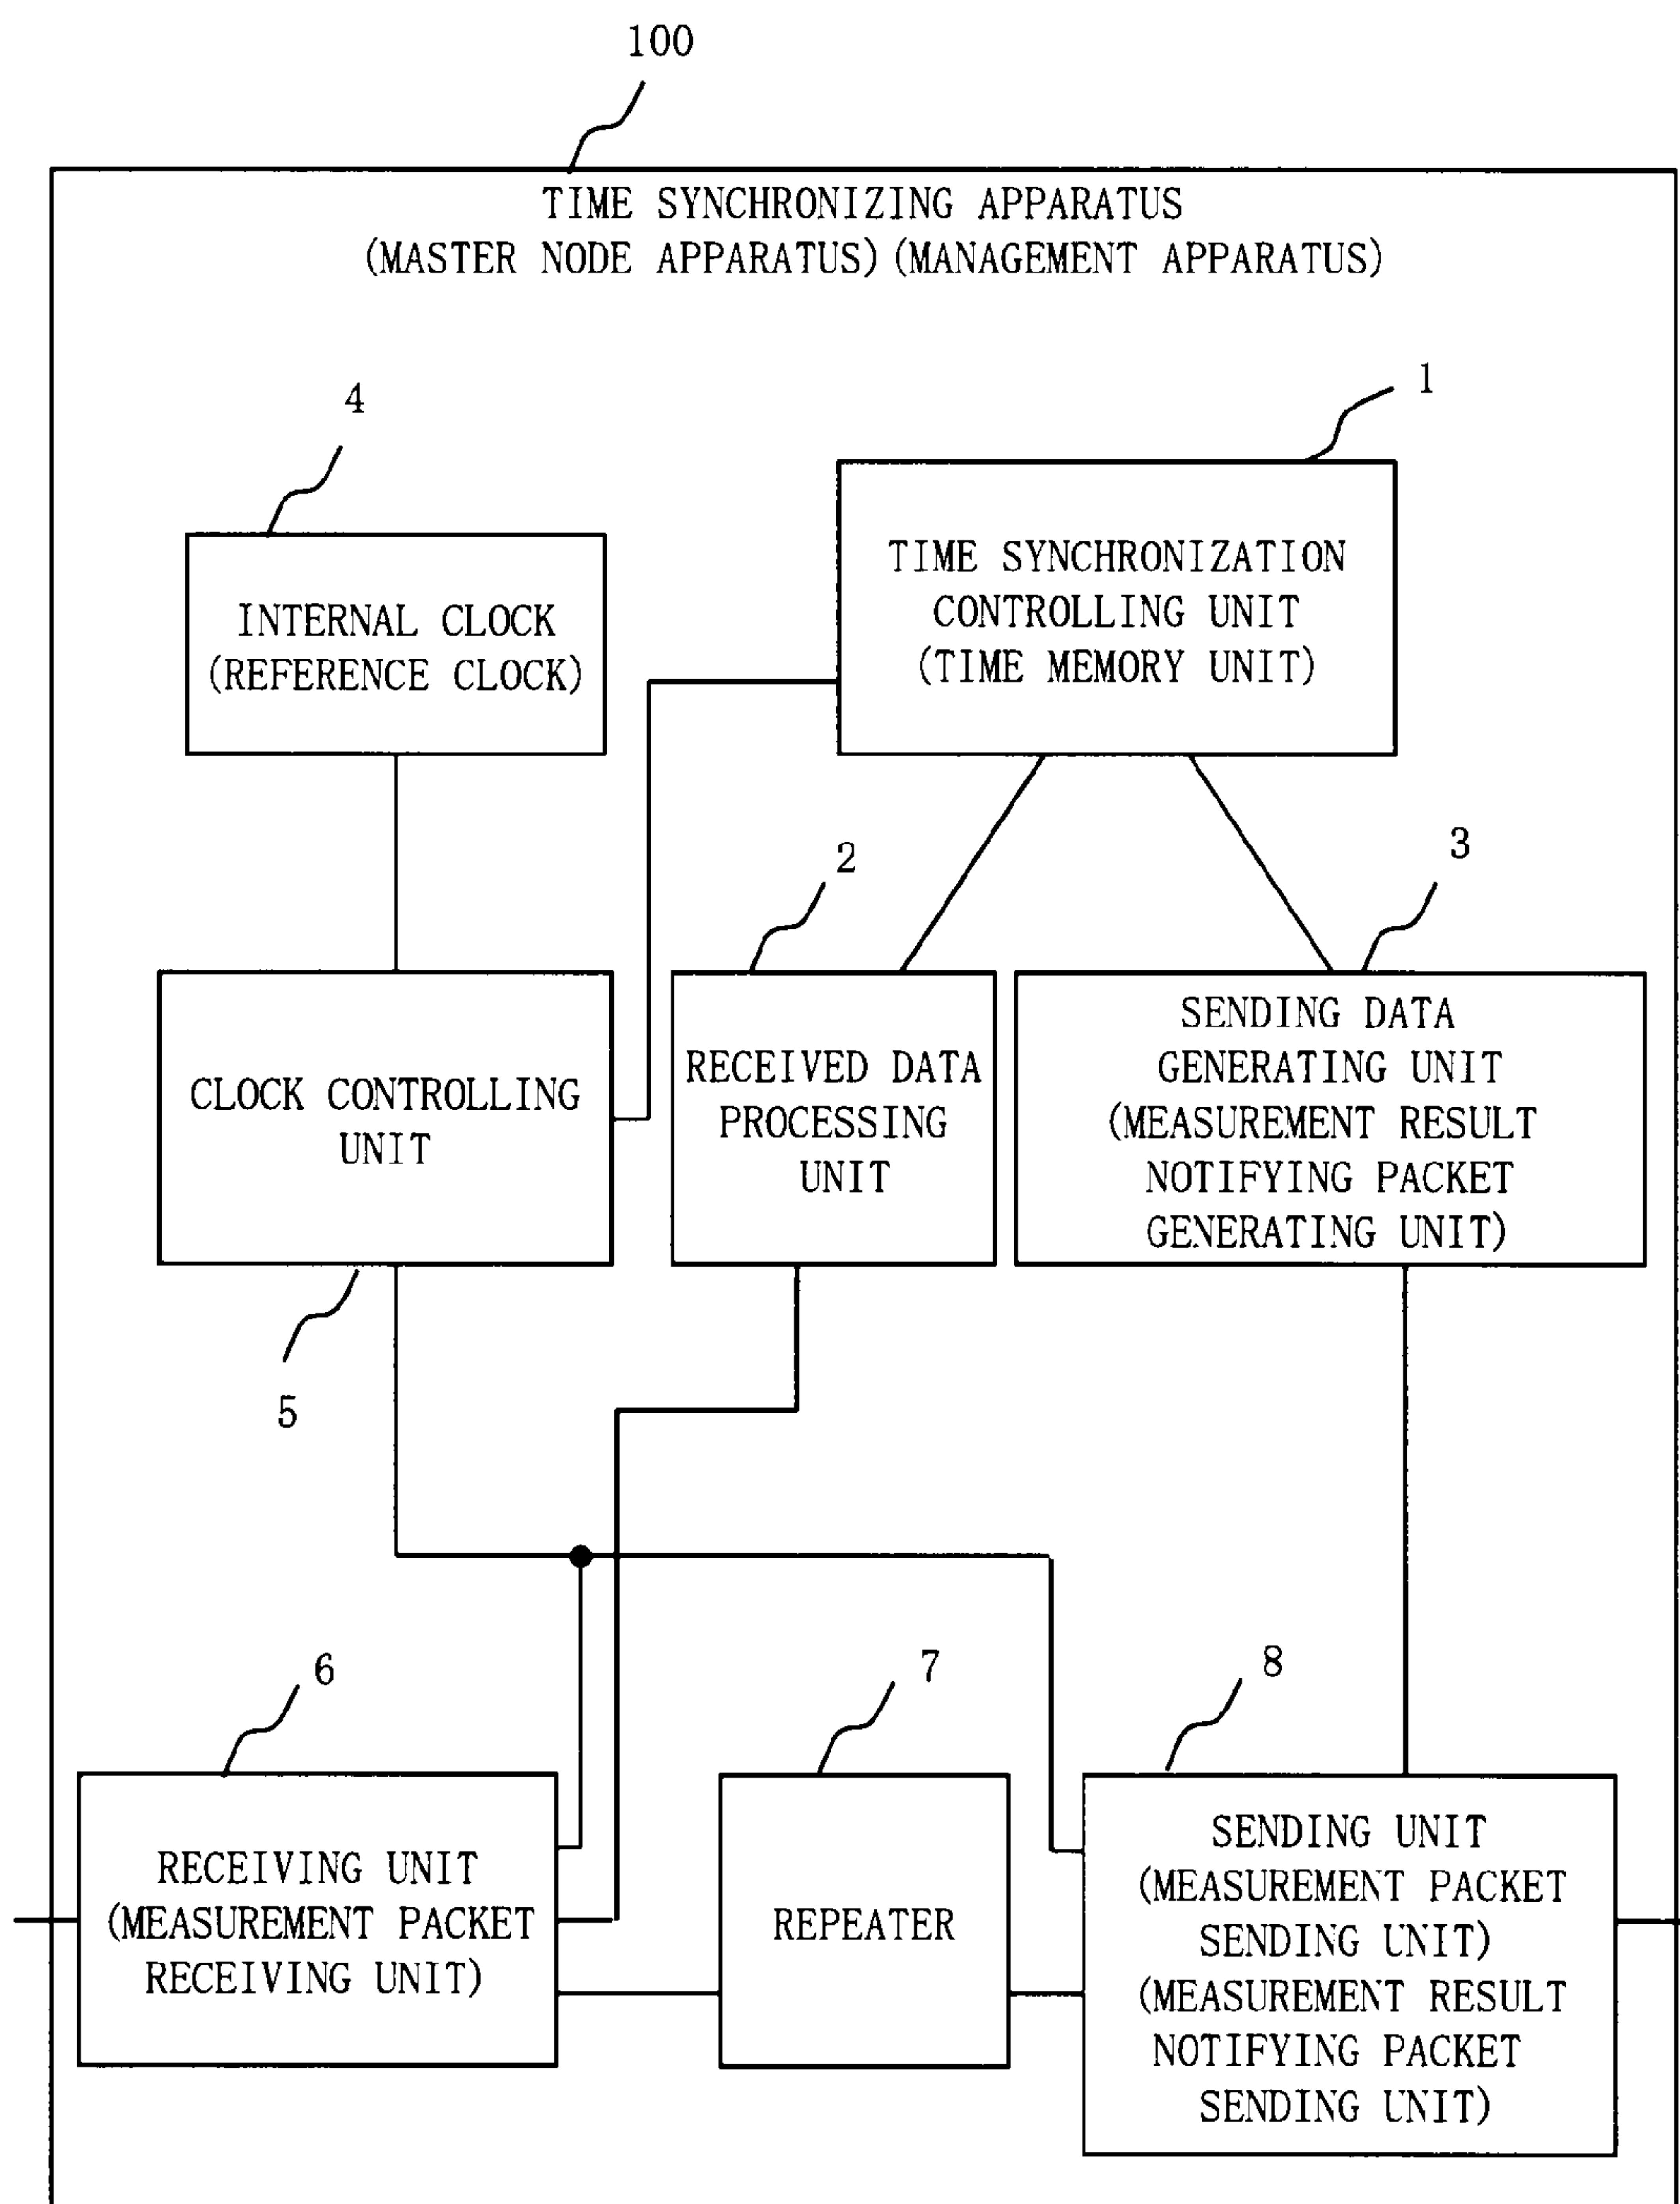 100
TIME SYNCHRONIZING APPARATUS
(MASTER NODE APPARATUS)(MANAGEMENT APPARATUS)
4
1
INTERNAL CLOCK
(REFERENCE CLOCK)
TIME SYNCHRONIZATION
CONTROLLING UNIT
(TIME MEMORY UNIT)
2
3
CLOCK CONTROLLING
UNIT
RECEIVED DATA
PROCESSING
UNIT
SENDING DATA
GENERATING UNIT
(MEASUREMENT RESULT
NOTIFYING PACKET
GENERATING UNIT)
5
6
7
8
RECEIVING UNIT
(MEASUREMENT PACKET
RECEIVING UNIT)
REPEATER
SENDING UNIT
(MEASUREMENT PACKET
SENDING UNIT)
(MEASUREMENT RESULT
NOTIFYING PACKET
SENDING UNIT)